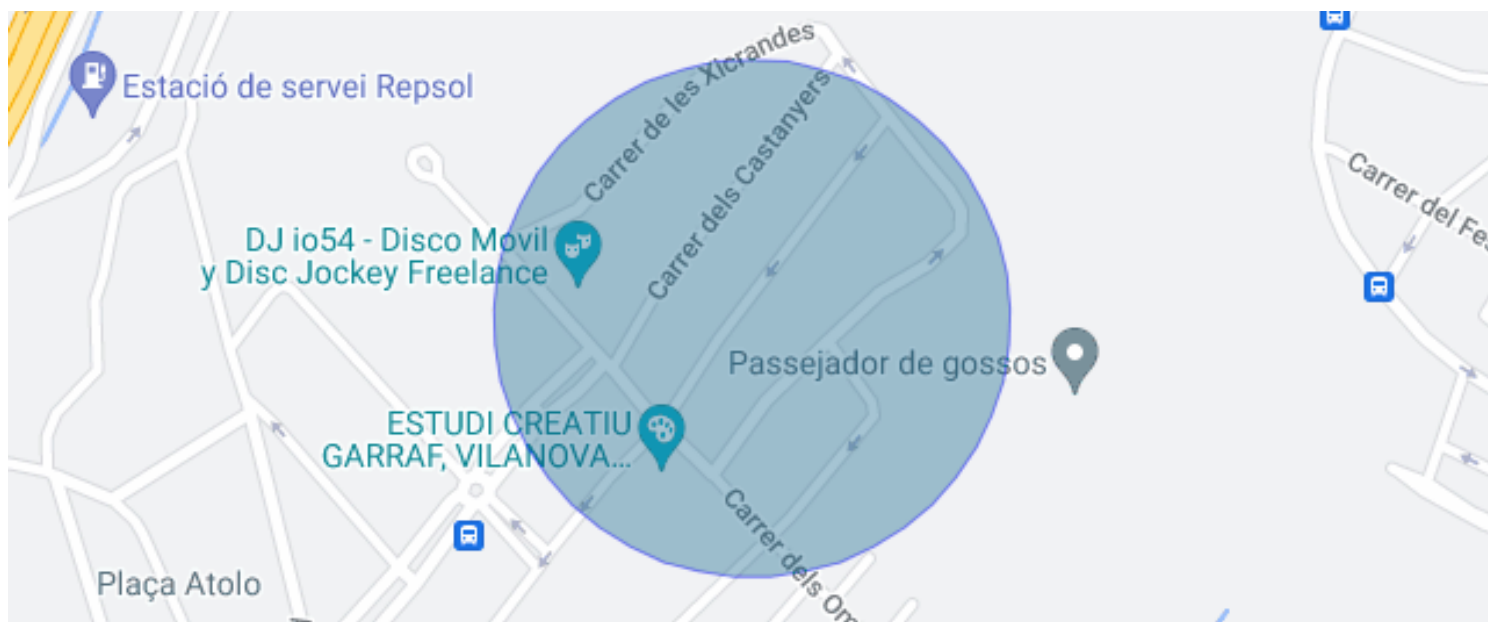 Carrer de les Xicrandes
Estació de servei Repsol
Carrer dels Castanyers
Carrer del Fes
DJ io54 - Disco Movil
y Disc Jockey Freelance
Passejador de gossos
ESTUDI CREATIU
GARRAF, VILANOVA...
Carrer dels Om
Plaça Atolo